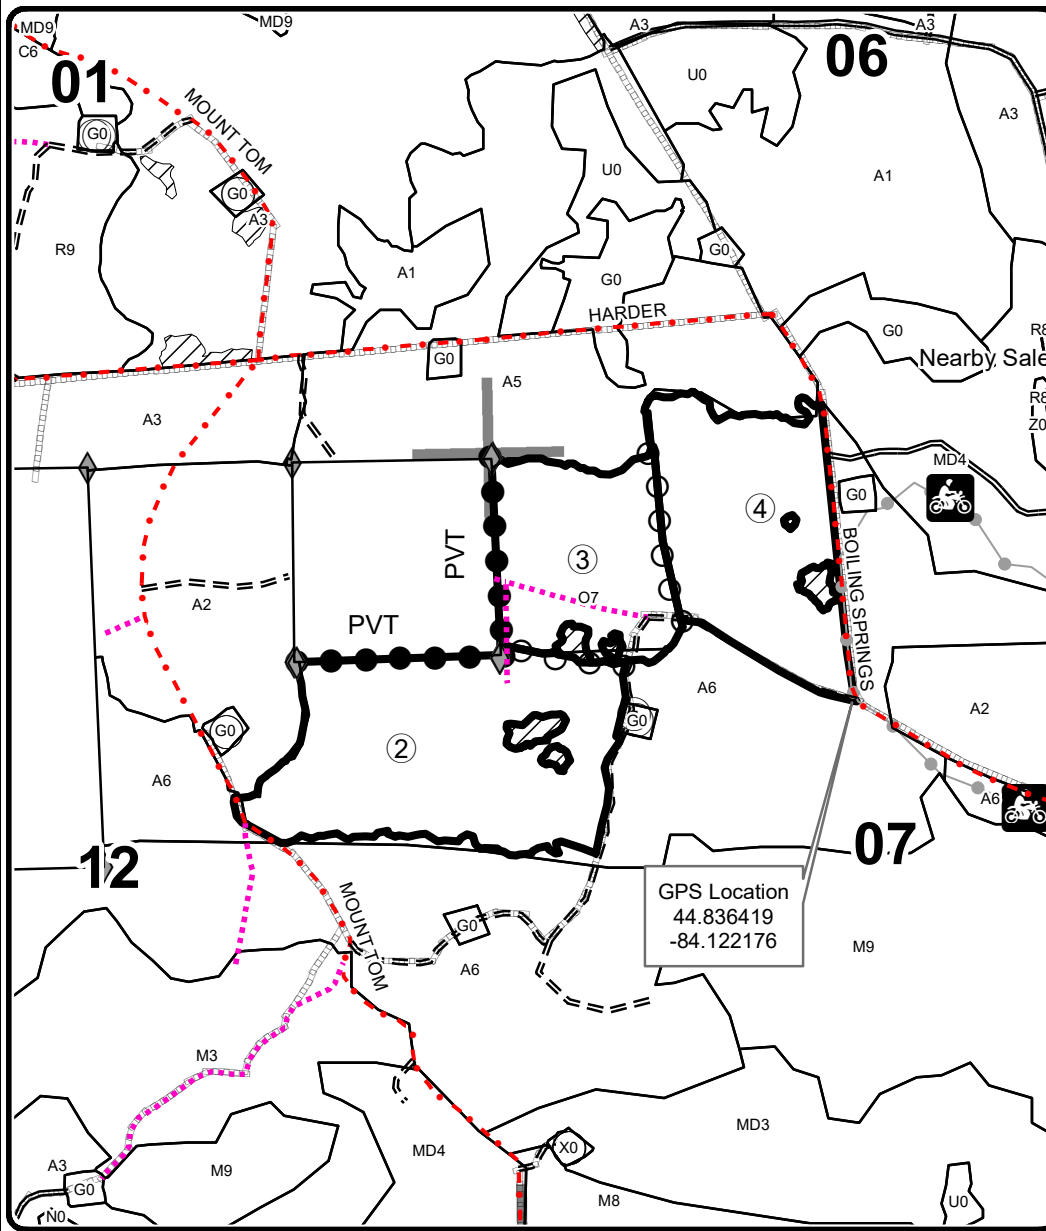 MD9
MD9
A3
A3
C6
01
06
U0
MOUNT TOM
A3
G0
U0
A1
G0
A3
R9
G0
A1
G0
HARDER
G0
R8
Nearby Sale
G0
A5
R8
A3
Z0
MD4
G0
4
PVT
BOILING SPRINGS
3
O7
A2
PVT
A6
A2
G0
G0
2
A6
A6
07
12
GPS Location
44.836419
-84.122176
MOUNT TOM
G0
M9
A6
M3
MD3
MD4
X0
A3
M9
G0
M8
U0
N0